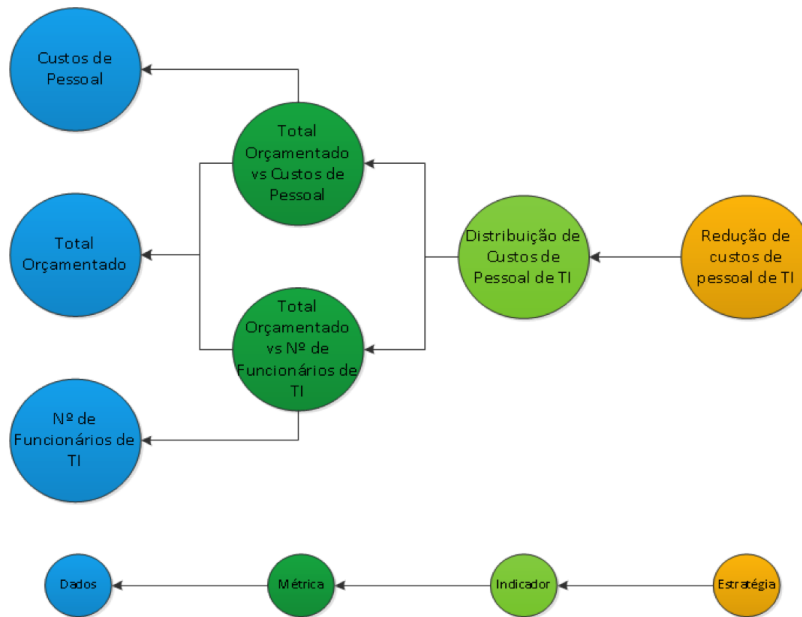 Custos de
Pessoal
Total
Orçamentado
vs Custos de
Pessoal
Total
Orçamentado
Distribuição de
Custos de
Pessoal de TI
Redução de
custos de
pessoal de TI
Total
Orçamentado
vs Nº de
Funcionários de
TI
Nº de
Funcionários de
TI
Dados
Métrica
Indicador
Estratégia